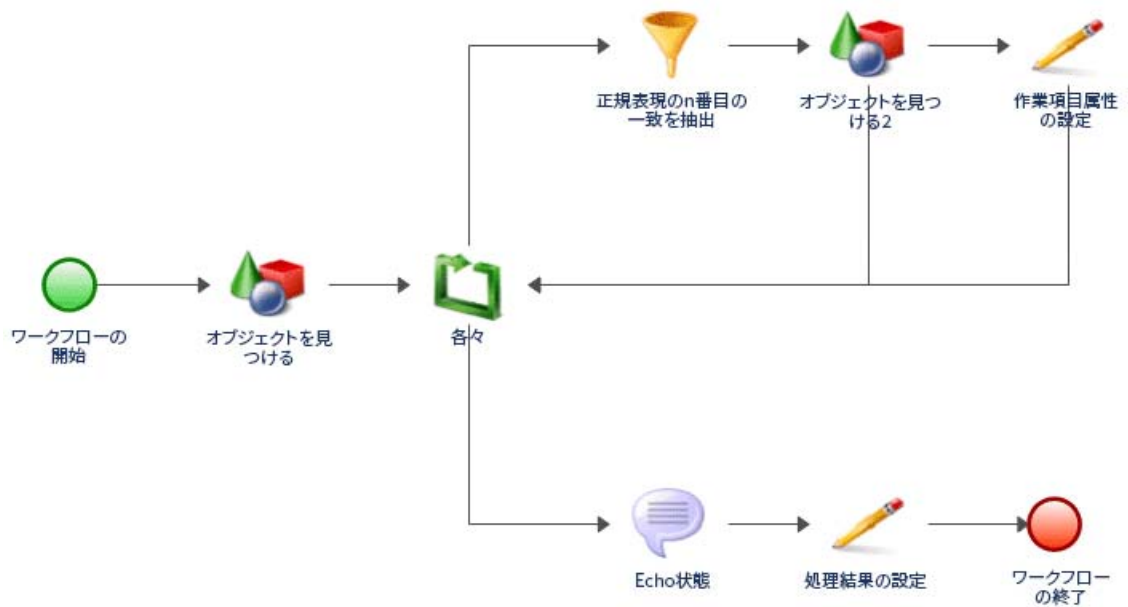 正規表現のn番目の
一致を抽出
オブジェクトを見つ
ける2
作業項目属性
の設定
ワークフローの
開始
オブジェクトを見
つける
各々
Echo状態
処理結果の設定
ワークフロー
の終了